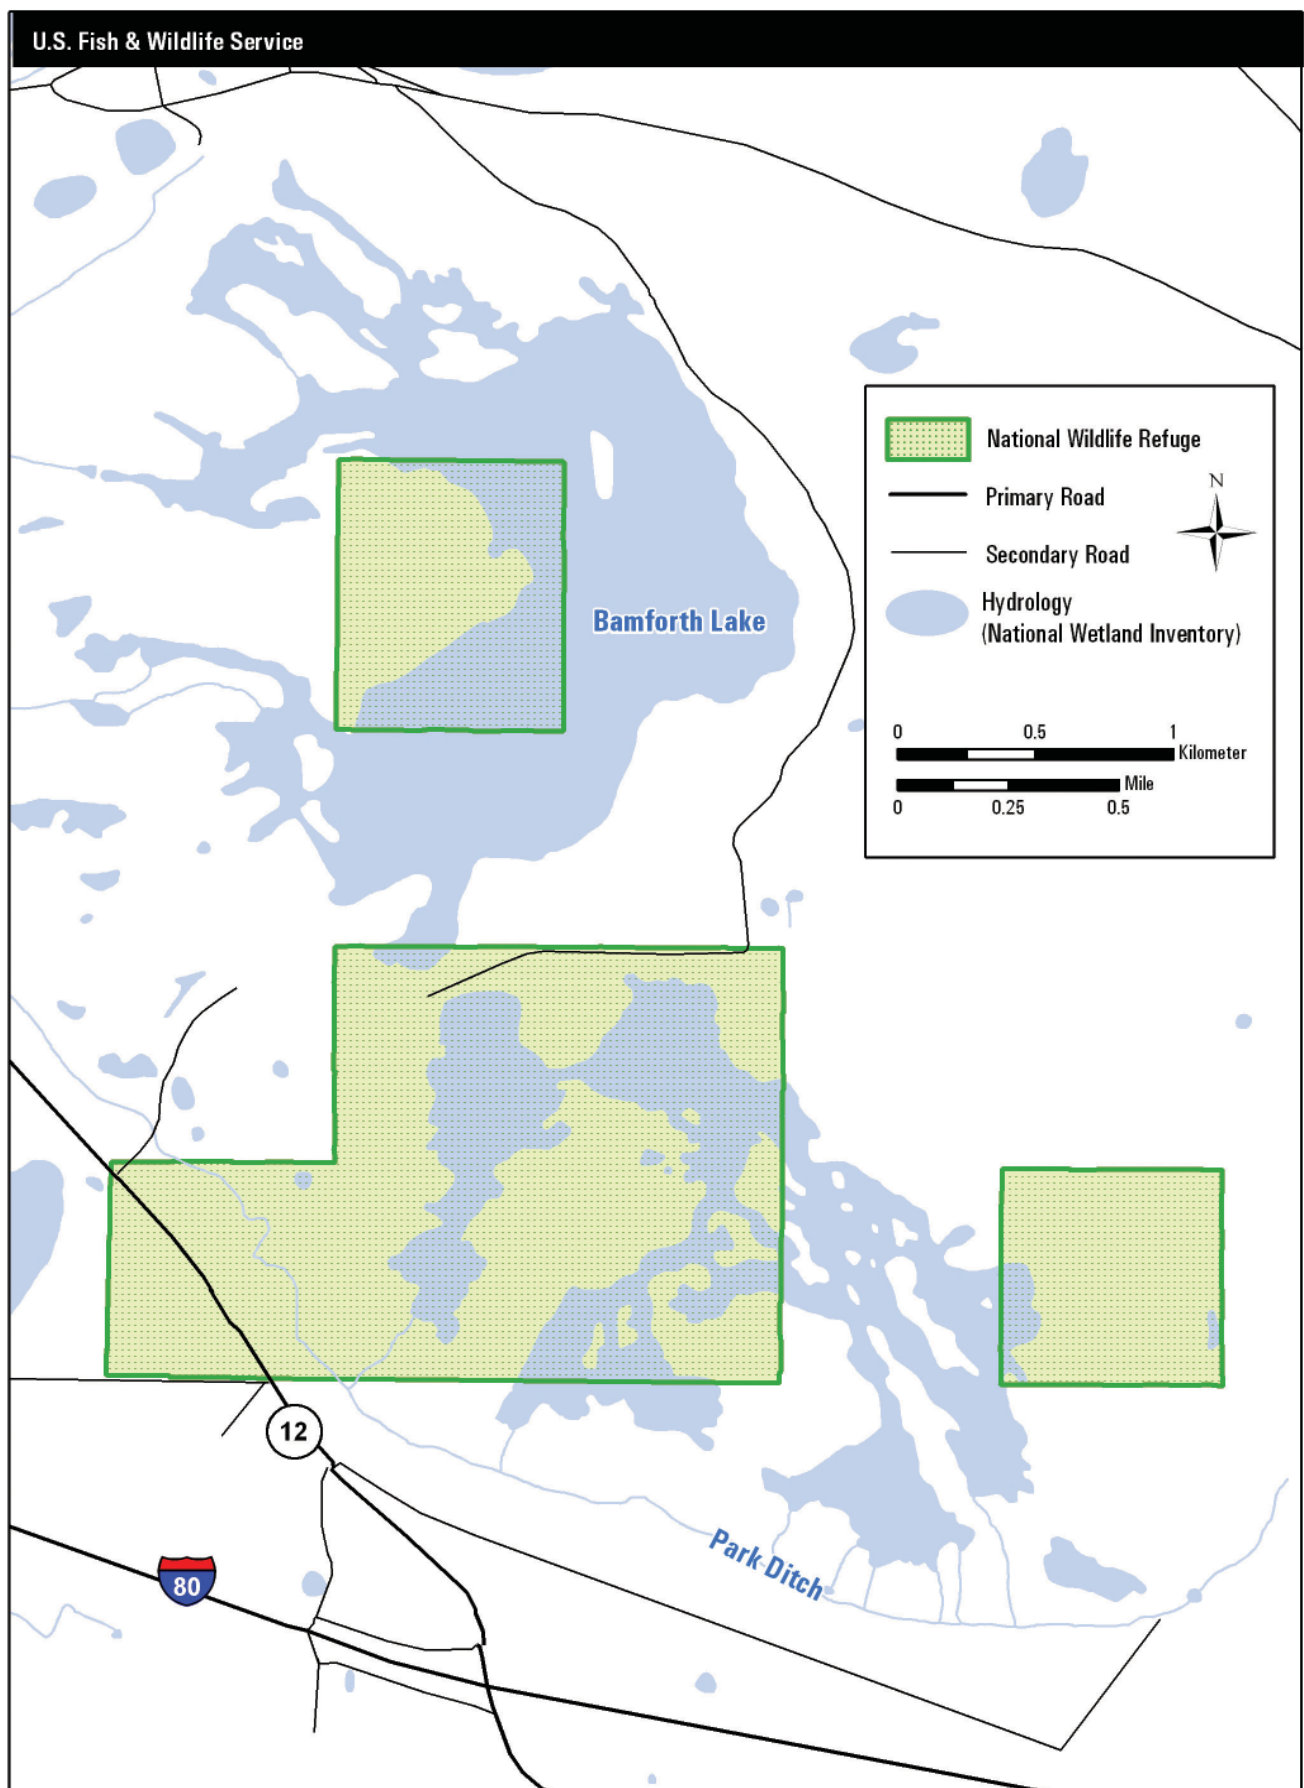 U.S. Fish & Wildlife Service
National Wildlife Refuge
N
Primary Road
Secondary Road
Hydrology
(National Wetland Inventory)
Bamforth Lake
0 0.5 1
Kilometer
Mile
0 0.25 0.5
12
Park Ditch
80